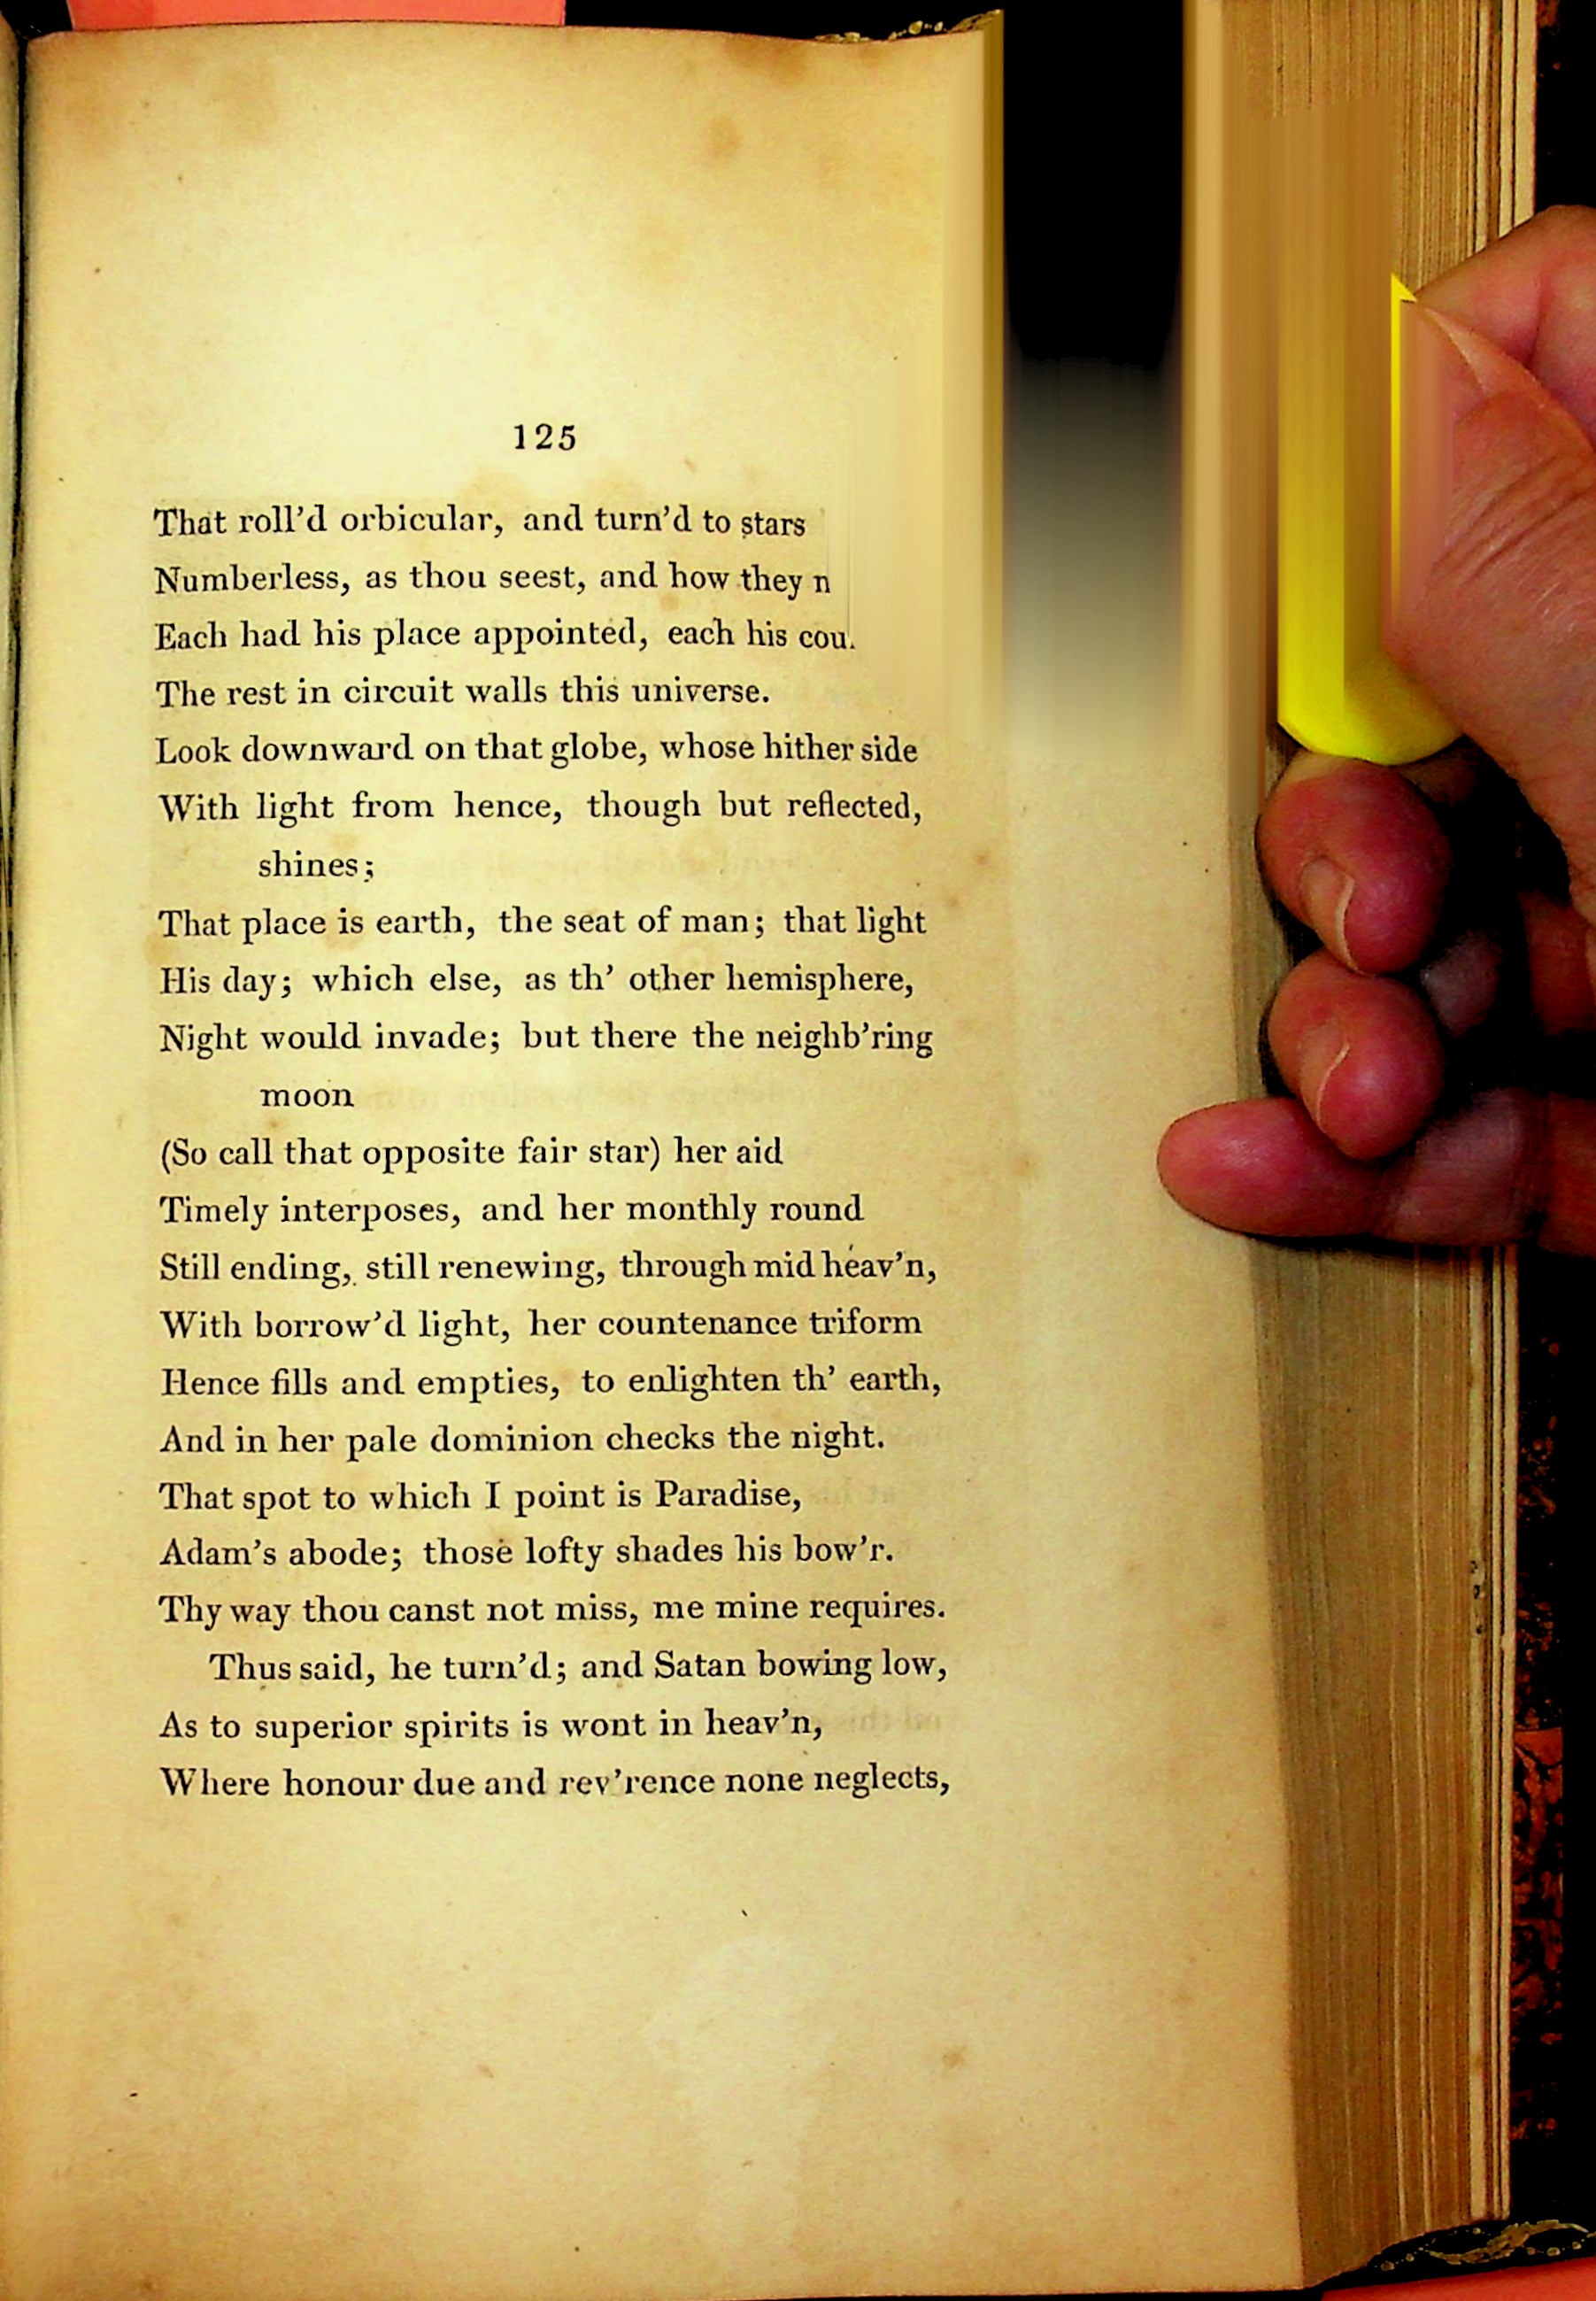 125
That roll'd orbicular, and turn'd to stars
Numberless, as thou seest, and how they
Each had his place appointed, each his
The rest in circuit walls this universe.
Look downward on that globe, whose hither side
With light from hence, though but reflected,
shines;
That place is earth, the seat of man; that light
His day; which else, as th' other hemisphere,
Night would invade; but there the neighb'ring
moon
(So call that opposite fair star) her aid
Timely interposes, and her monthly round
Still ending, still renewing, through mid heav'n,
With borrow'd light, her countenance triform
Hence fills and empties, to enlighten th' earth,
And in her pale dominion checks the night.
That spot to which I point is Paradise,
Adam's abode; those lofty shades his bow'r.
Thy way thou canst not miss, me mine requires.
Thus said, he turn'd; and Satan bowing low,
As to superior spirits is wont in heav'n,
Where honour due and rev'rence none neglects,